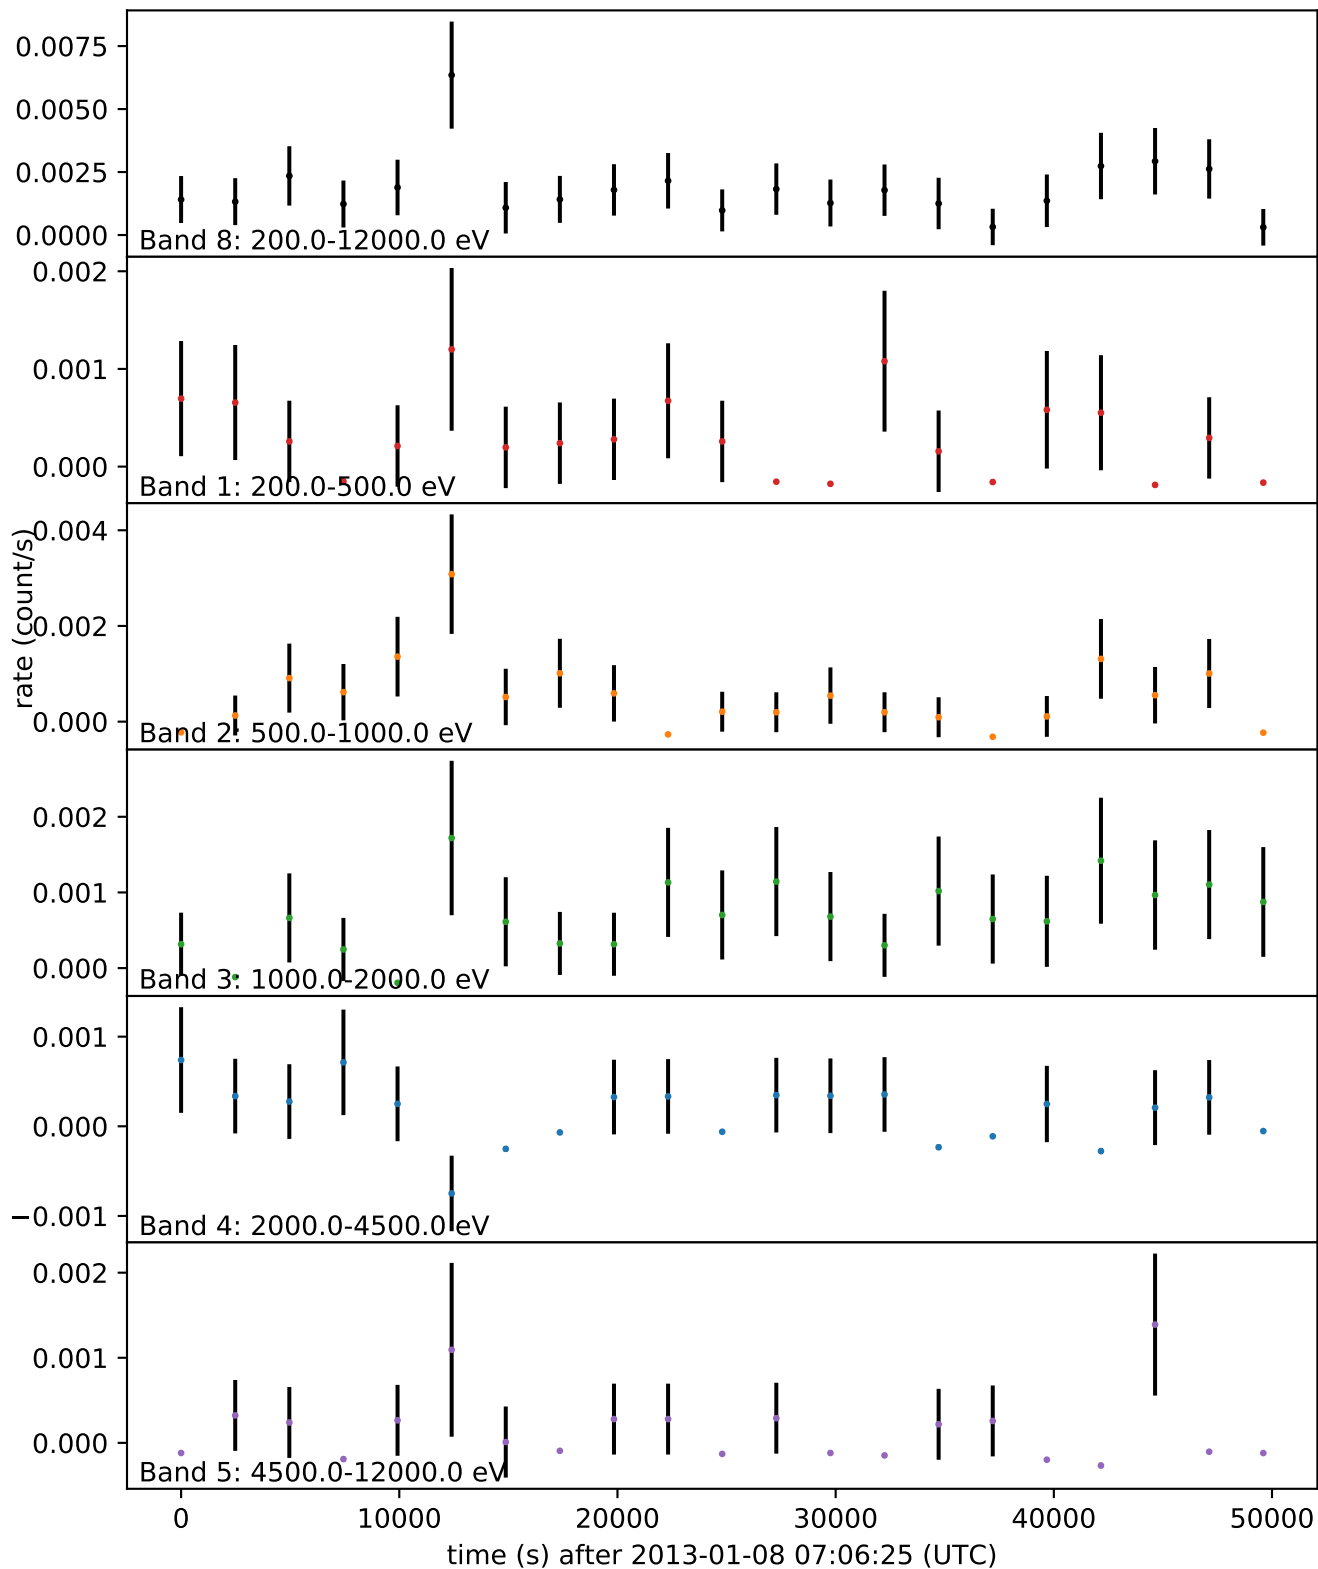 0.0075
0.0050
0.0025
0.0000
Band 8: 200.0-12000.0 eV
0.002
0.001
0.000
Band 1: 200.0-500.0 eV
rate (count/s)
0.004
0.002
0.000
Band 2: 500.0-1000.0 eV
0.002
0.001
0.000
Band 3: 1000.0-2000.0 eV
0.001
0.000
−0.001
Band 4: 2000.0-4500.0 eV
0.002
0.001
0.000
Band 5: 4500.0-12000.0 eV
0 10000 20000 30000 40000 50000
time (s) after 2013-01-08 07:06:25 (UTC)